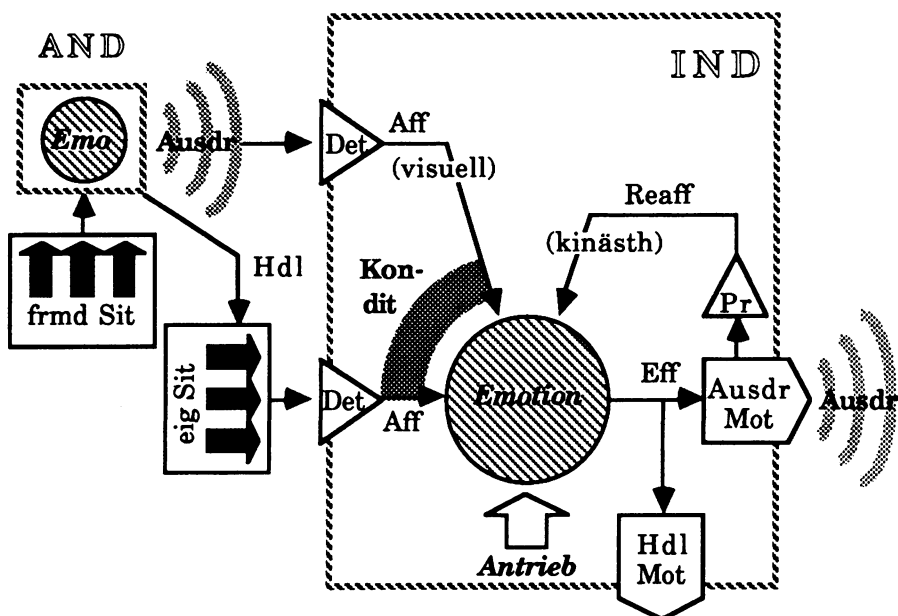 AND
IND
Emo
Ausdr
Det
Aff
(visuell)
Reaff
(kinästh)
Hdl
Kon-
dit
frmd Sit
Pr
eig Sit
Det
Aff
Emotion
Eff
Ausdr
Mot
Ausdr
Antrieb
Hdl
Mot